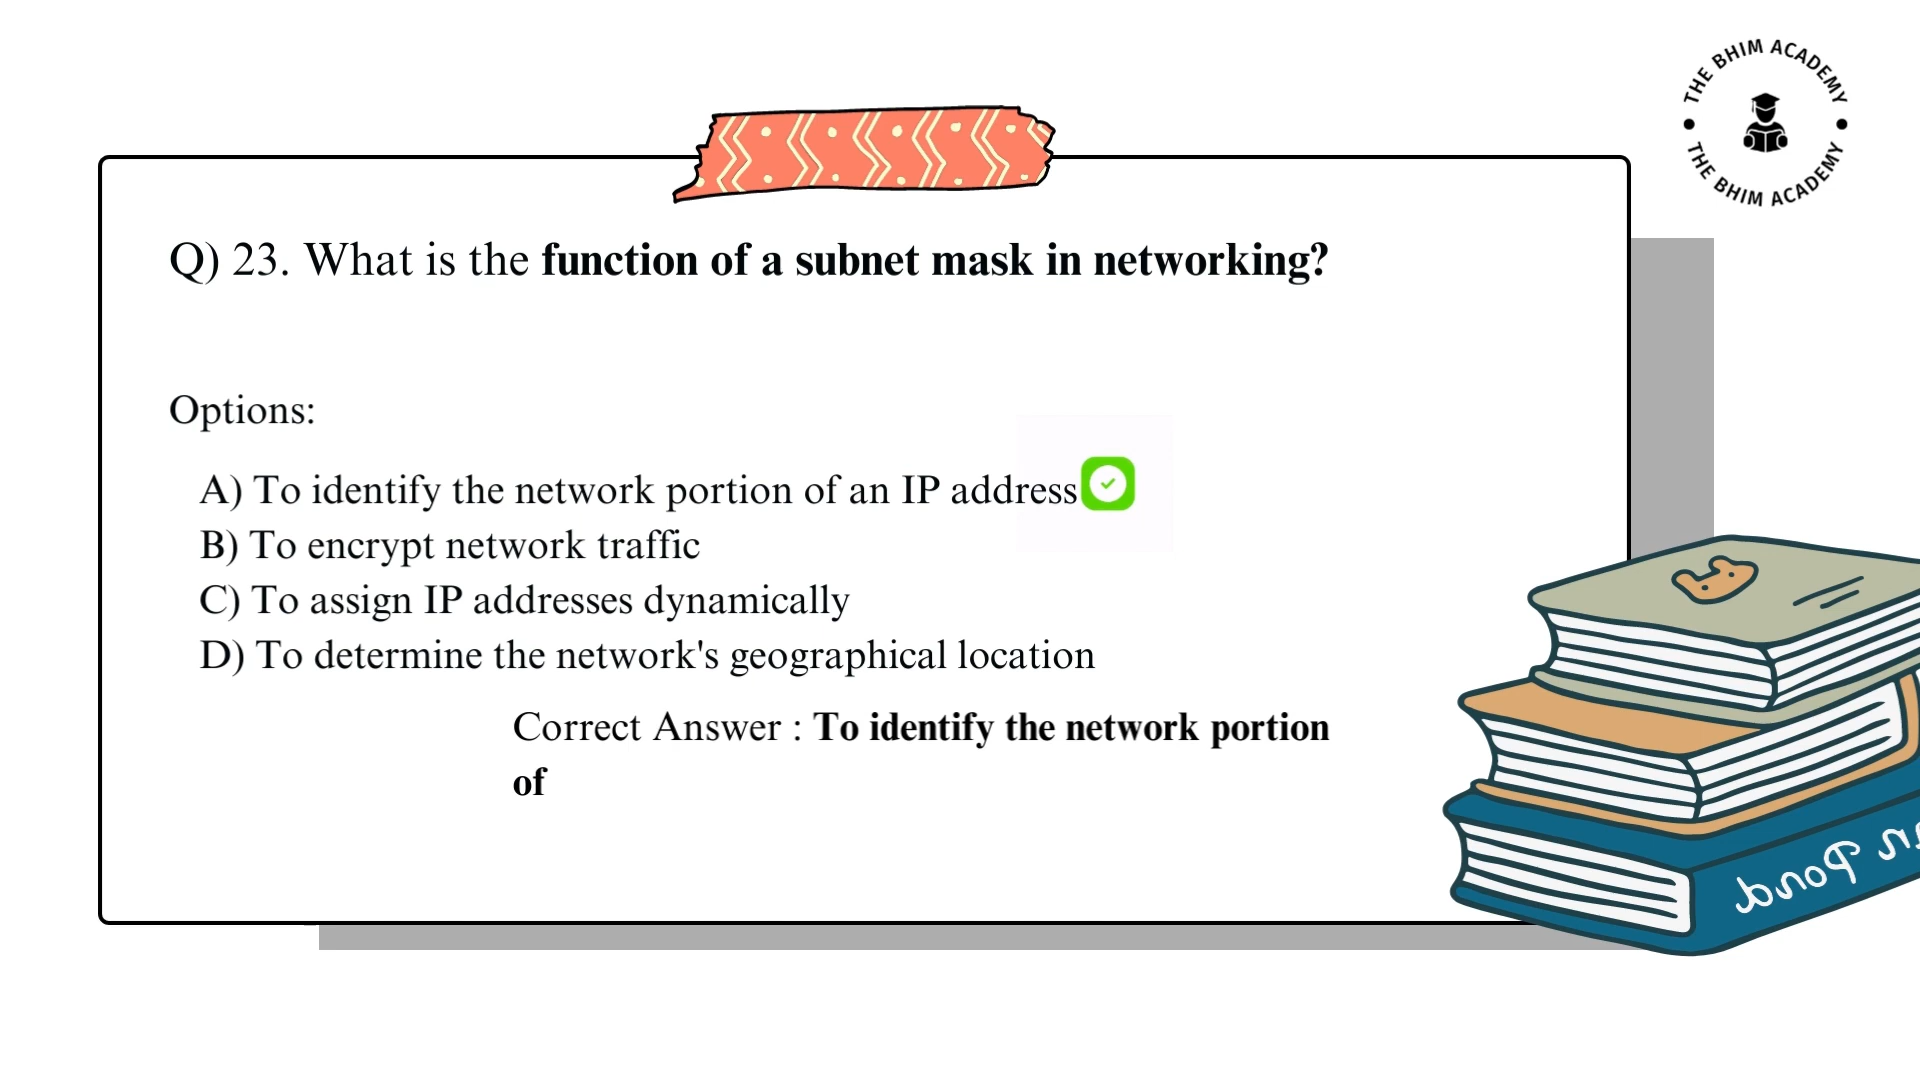 THE BHIM ACADEMY
THE BHIM ACADEMY
Q) 23. What is the function of a subnet mask in networking?
Options:
A) To identify the network portion of an IP address
B) To encrypt network traffic
C) To assign IP addresses dynamically
D) To determine the network's geographical location
Correct Answer : To identify the network portion
of